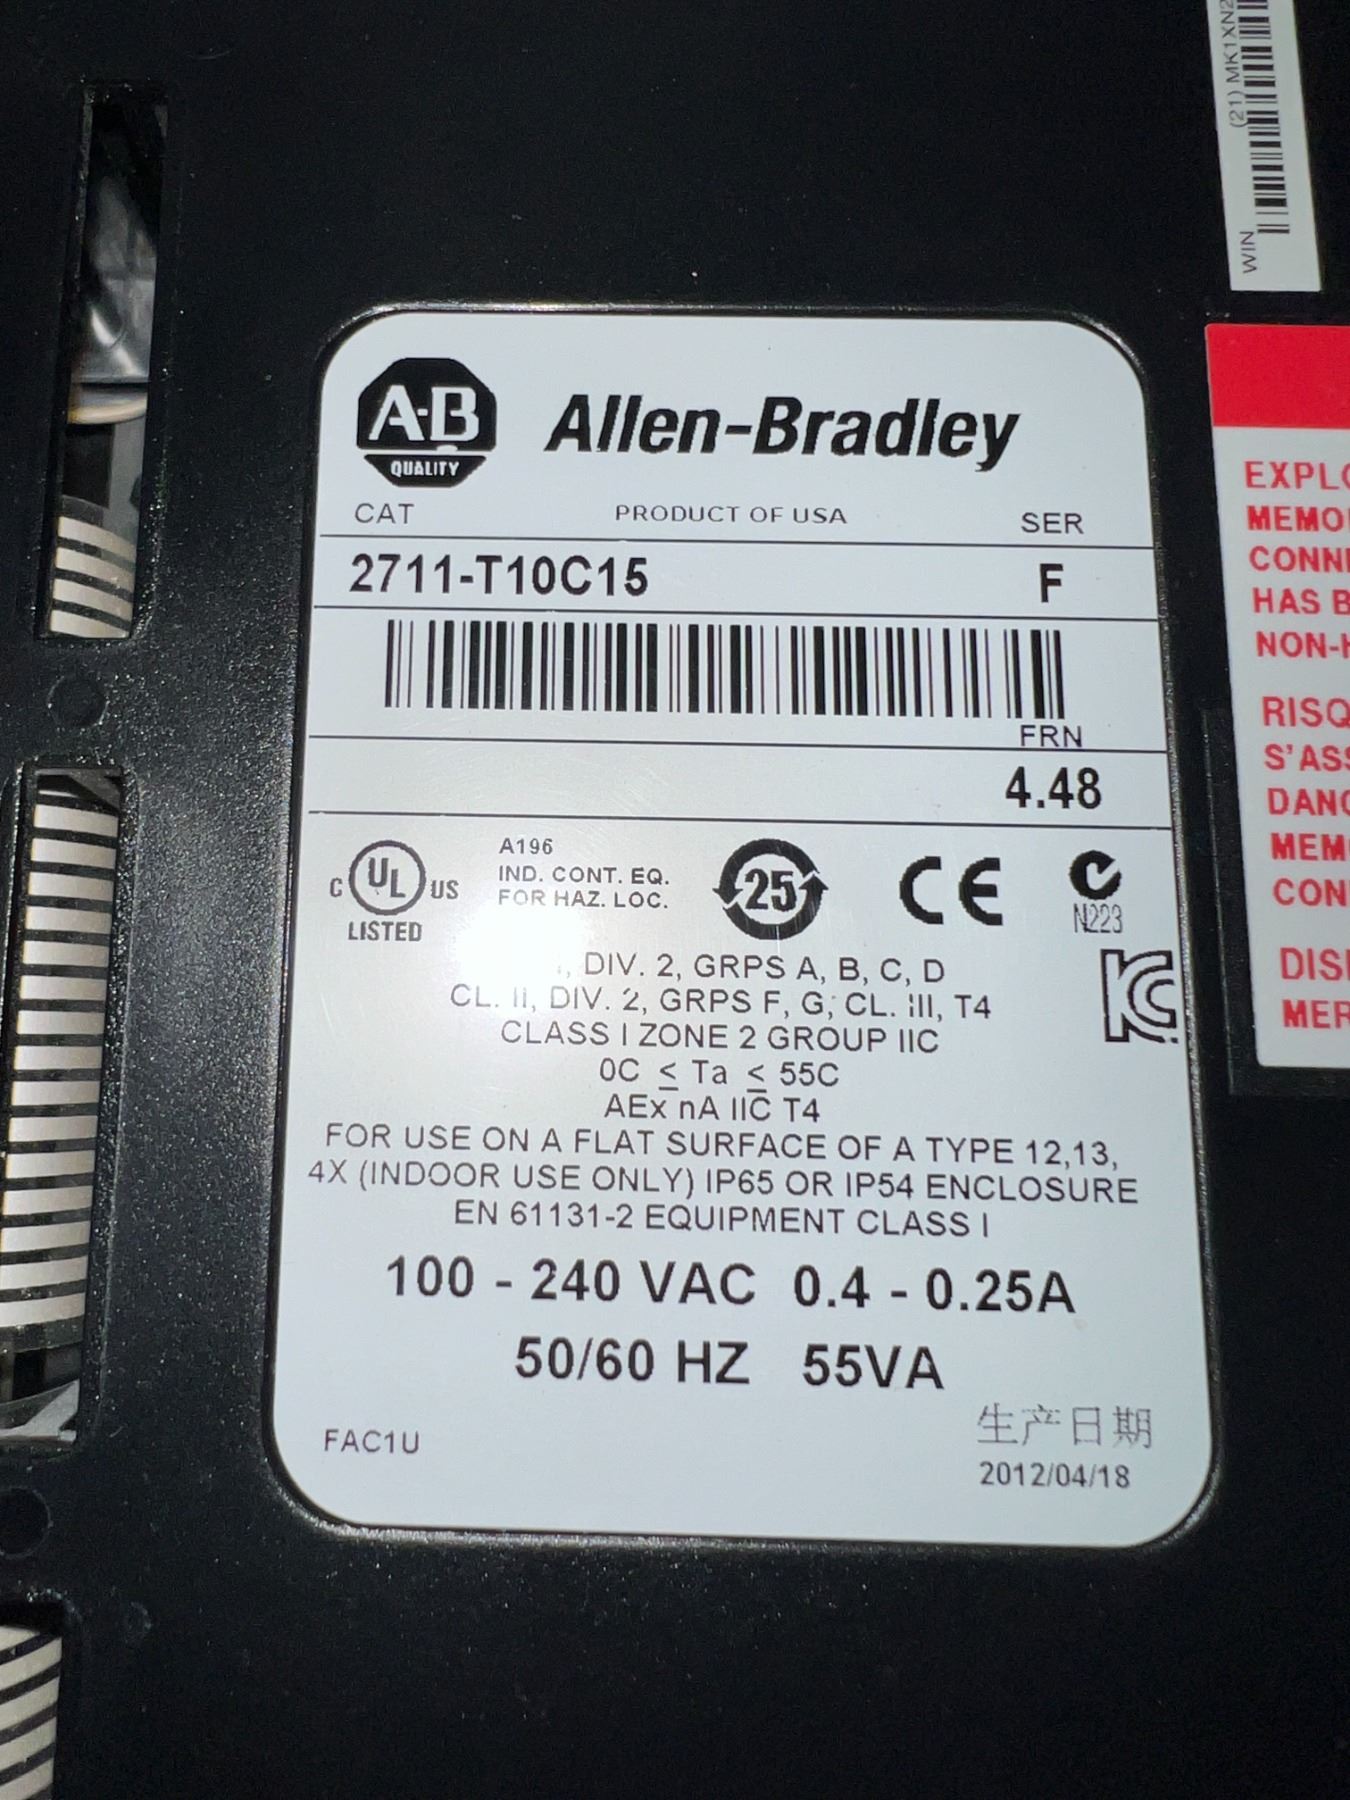 (21) MK1XN2
WIN
A-B
QUALITY
Allen-Bradley
CAT PRODUCT OF USA SER
2711-T10C15 F
FRN
4.48
C UL US
LISTED
A196
IND. CONT. EQ.
FOR HAZ. LOC.
25
CE
N223
KC
, DIV. 2, GRPS A, B, C, D
CL. II, DIV. 2, GRPS F, G; CL. III, T4
CLASS I ZONE 2 GROUP IIC
0C ≤ Ta ≤ 55C
AEx nA IIC T4
FOR USE ON A FLAT SURFACE OF A TYPE 12,13,
4X (INDOOR USE ONLY) IP65 OR IP54 ENCLOSURE
EN 61131-2 EQUIPMENT CLASS I
100 - 240 VAC 0.4 - 0.25A
50/60 HZ 55VA
FAC1U
生产日期
2012/04/18
EXPLO
MEMO
CONN
HAS B
NON-H
RISQ
S'ASS
DANG
MEM
CON
DIS
MER